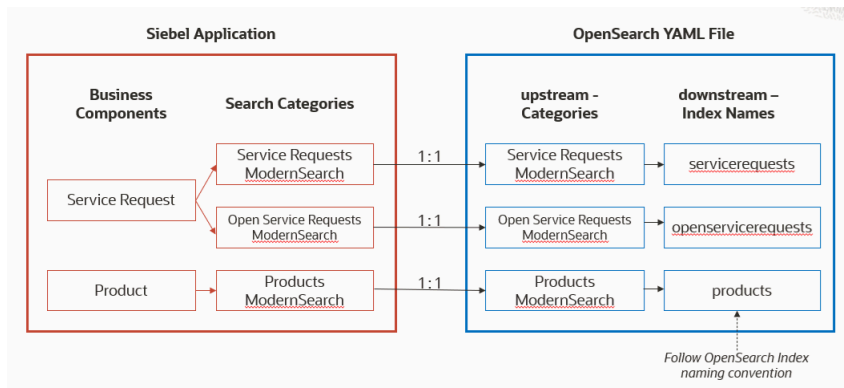 Siebel Application
OpenSearch YAML File
Business
Components
Search Categories
upstream -
Categories
downstream –
Index Names
Service Request
Service Requests
ModernSearch
1:1
Service Requests
ModernSearch
servicerequests
Open Service Requests
ModernSearch
1:1
Open Service Requests
ModernSearch
openservicerequests
Product
Products
ModernSearch
1:1
Products
ModernSearch
products
Follow OpenSearch Index
naming convention